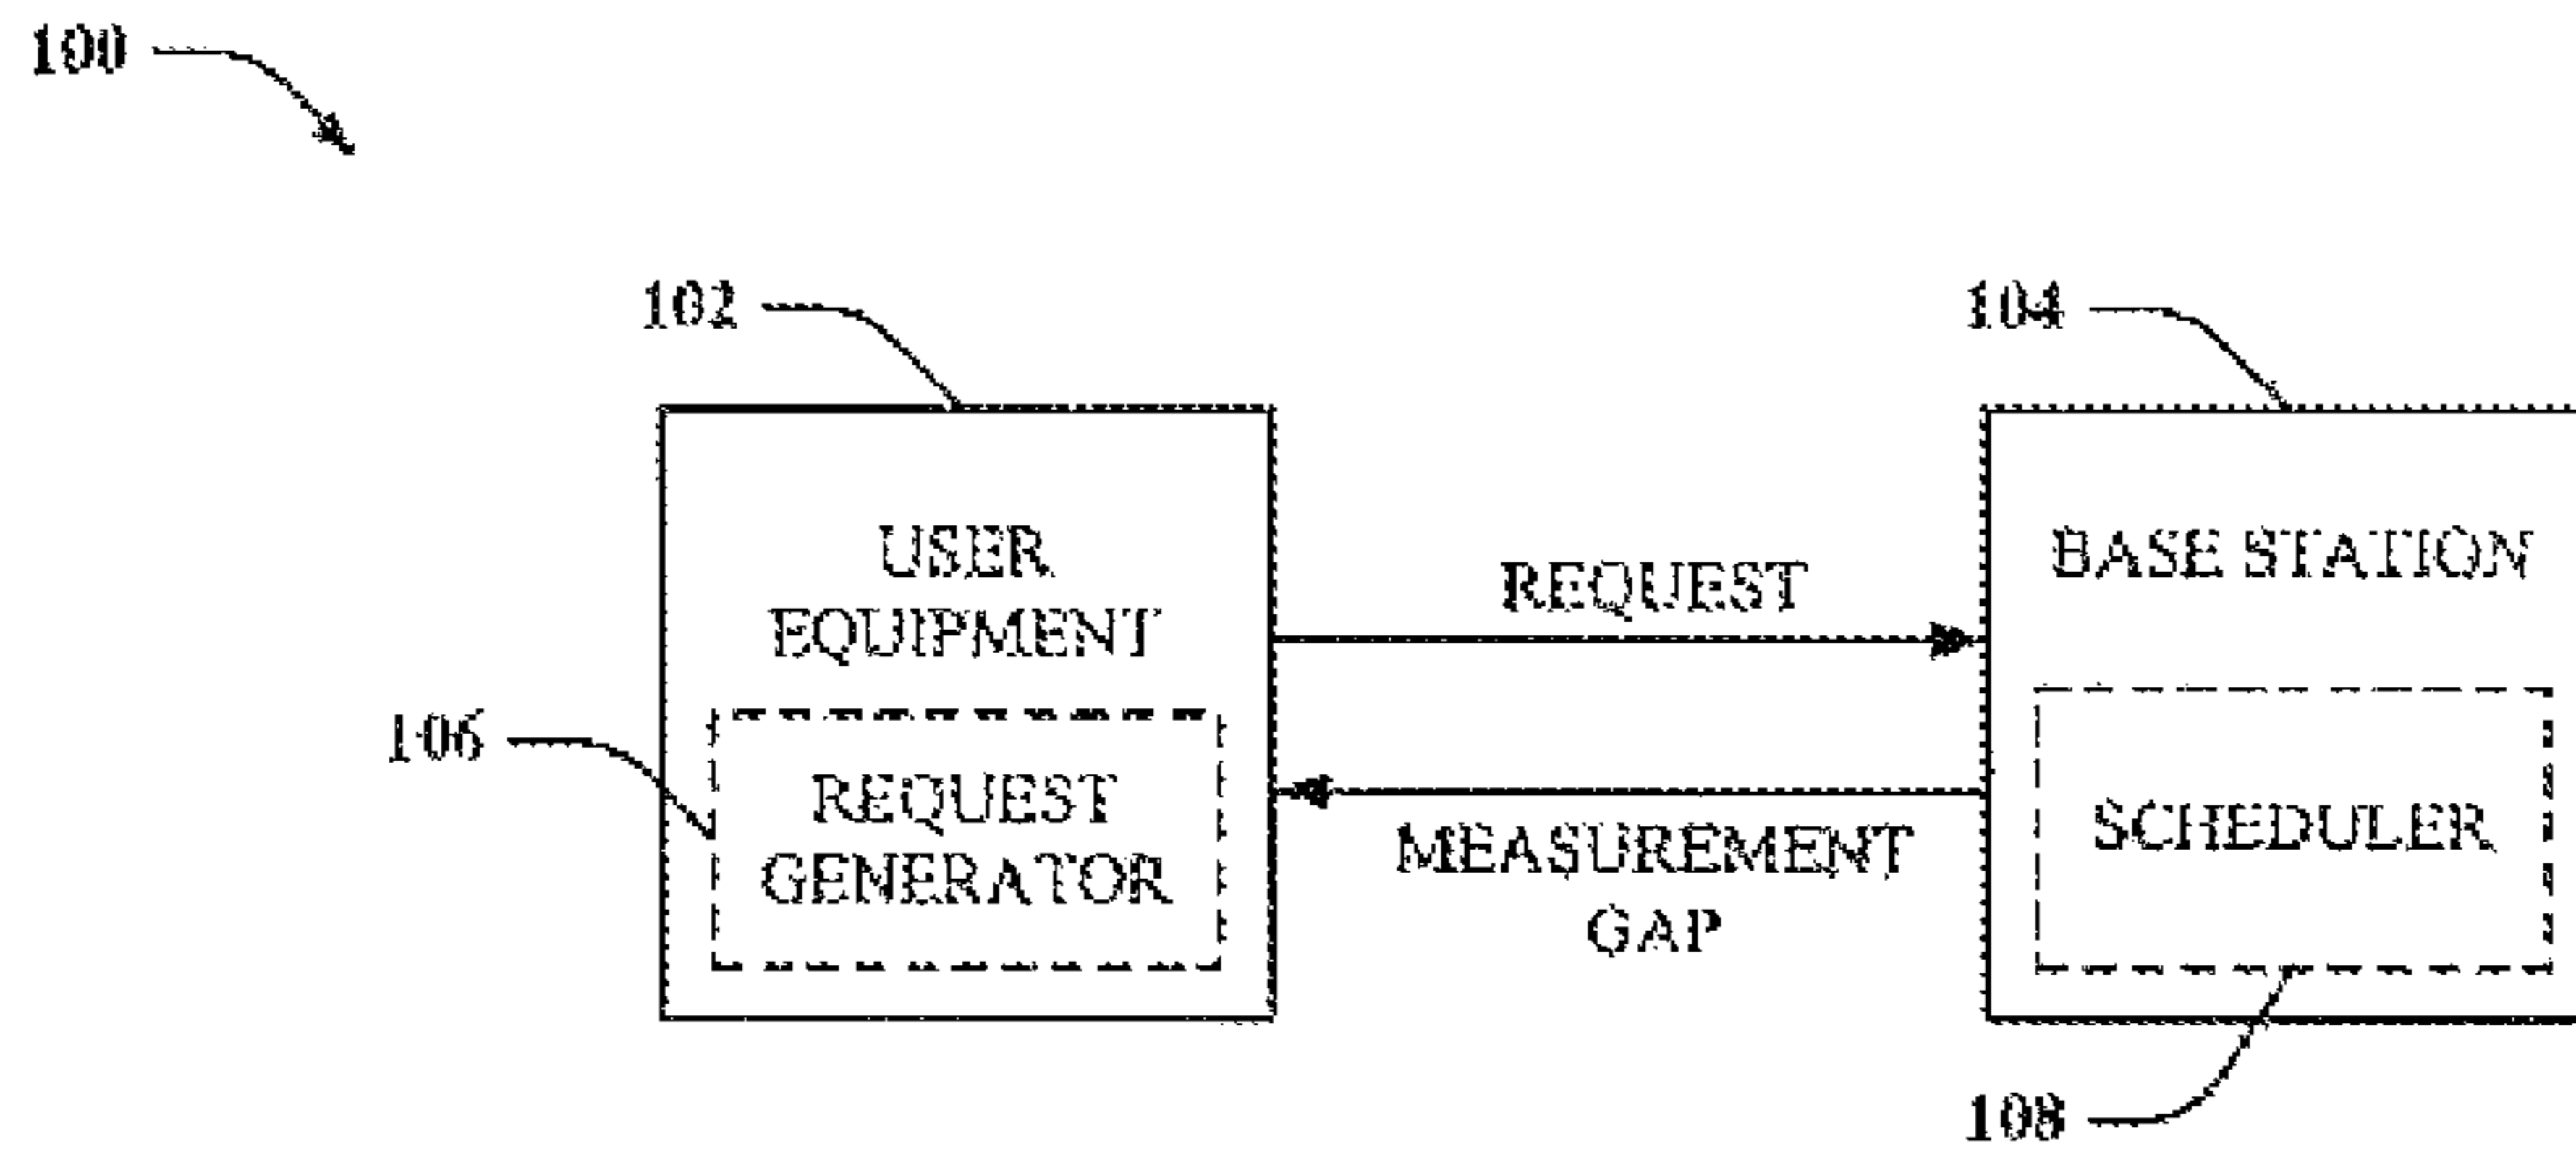 100
102
104
USER
EQUIPMENT
REQUEST
BASE STATION
106
REQUEST
GENERATOR
MEASUREMENT
GAP
SCHEDULER
108